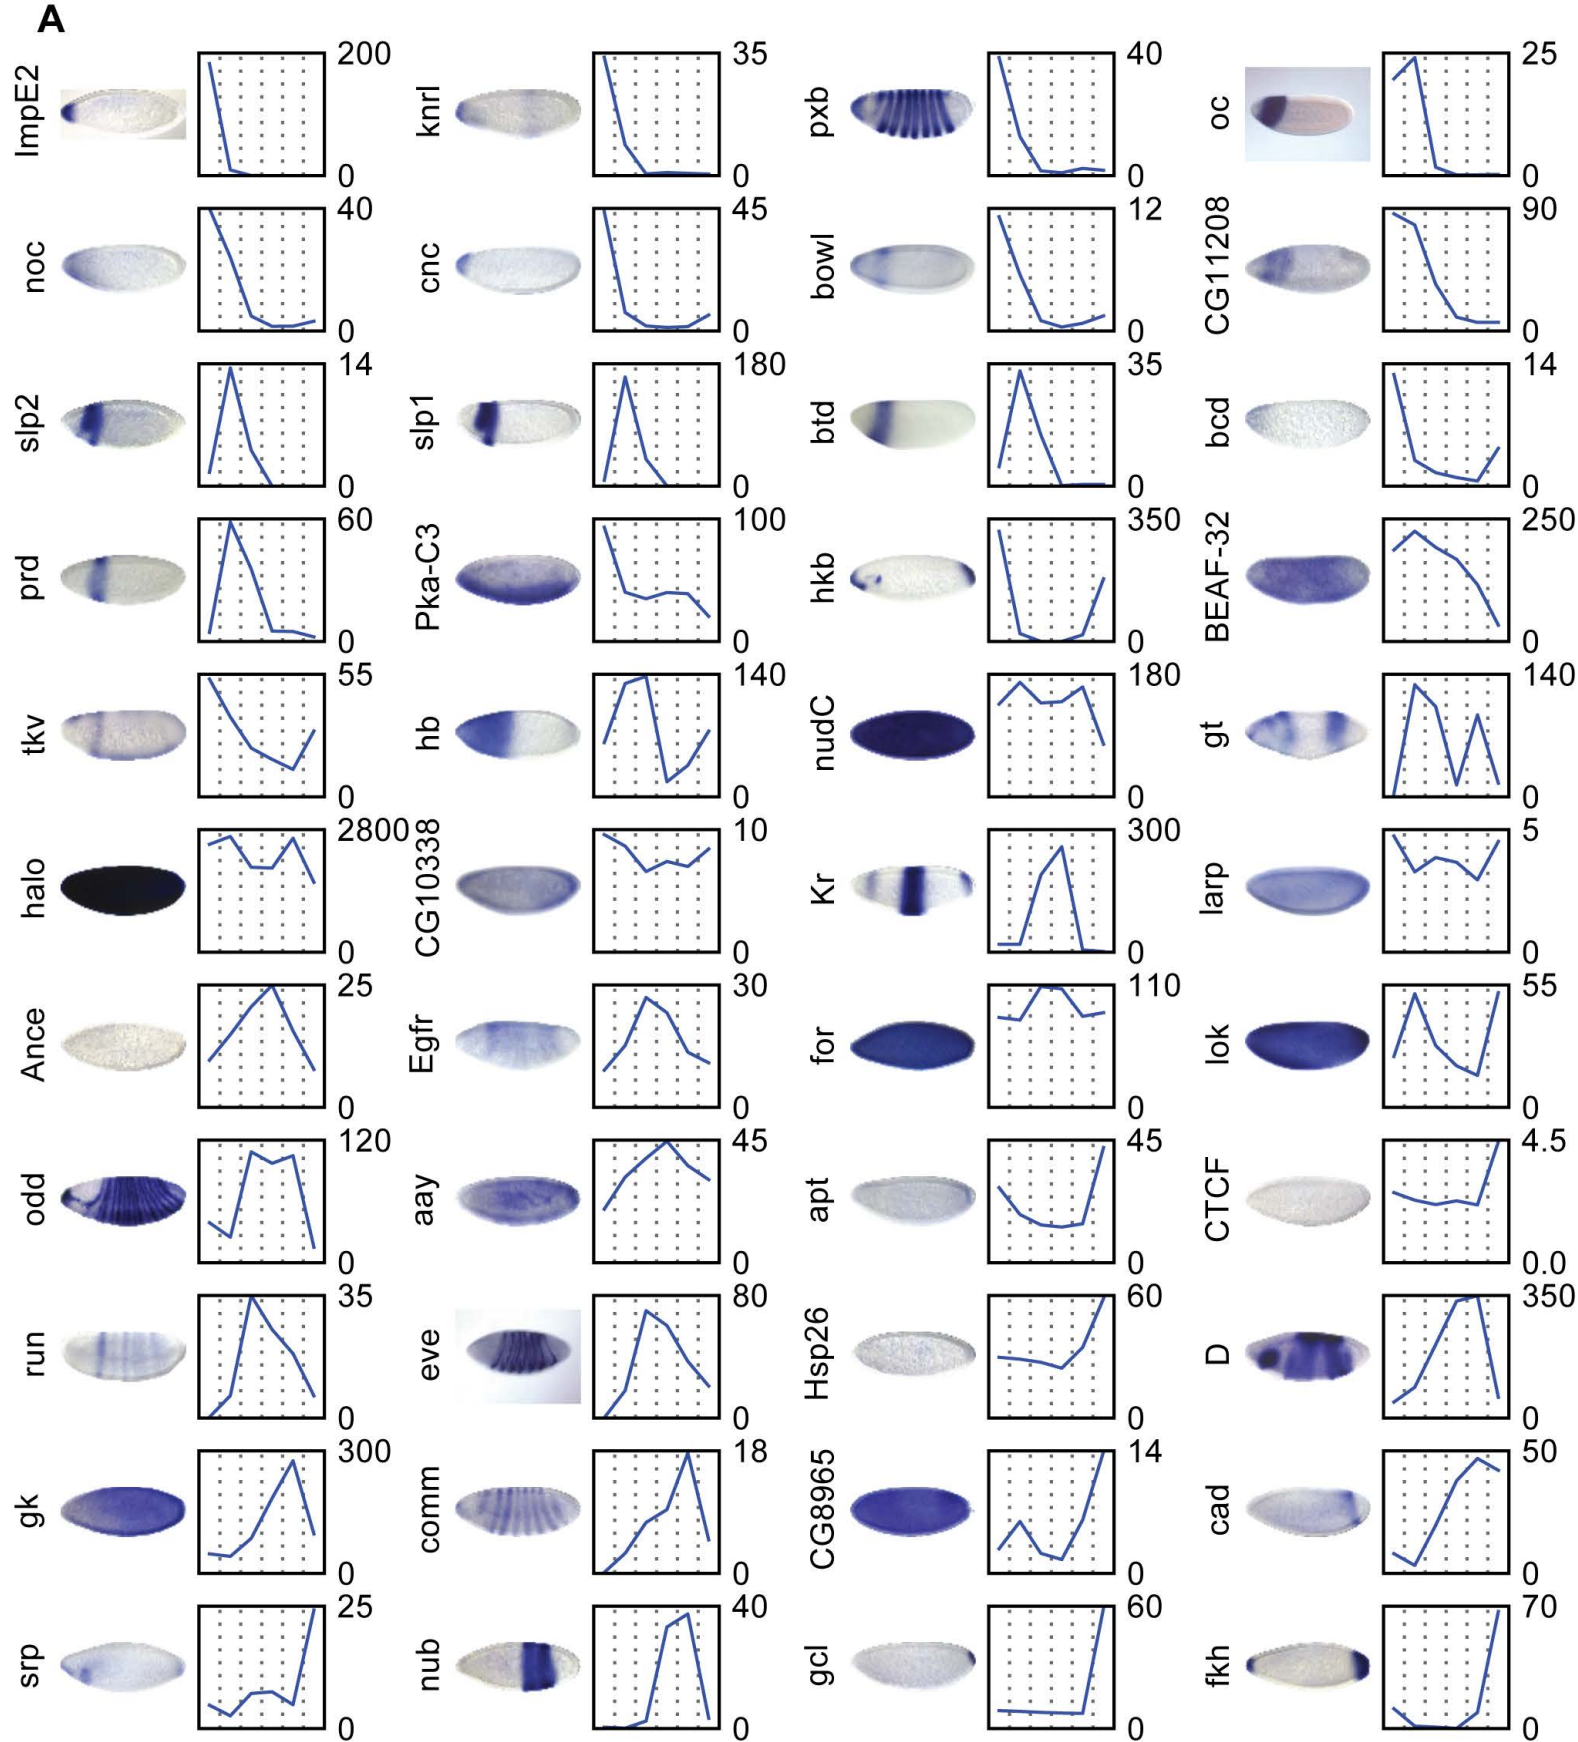 A
ImpE2 200 0 knrl 35 0 pxb 40 0 oc 25 0
noc 40 0 cnc 45 0 bowl 12 0 CG11208 90 0
slp2 14 0 slp1 180 0 btd 35 0 bcd 14 0
prd 60 0 Pka-C3 100 0 hkb 350 0 BEAF-32 250 0
tkv 55 0 hb 140 0 nudC 180 0 gt 140 0
halo 2800 0 CG10338 10 0 Kr 300 0 larp 5 0
Ance 25 0 Egfr 30 0 for 110 0 lok 55 0
odd 120 0 aay 45 0 apt 45 0 CTCF 4.5 0.0
run 35 0 eve 80 0 Hsp26 60 0 D 350 0
gk 300 0 comm 18 0 CG8965 14 0 cad 50 0
srp 25 0 nub 40 0 gcl 60 0 fkh 70 0